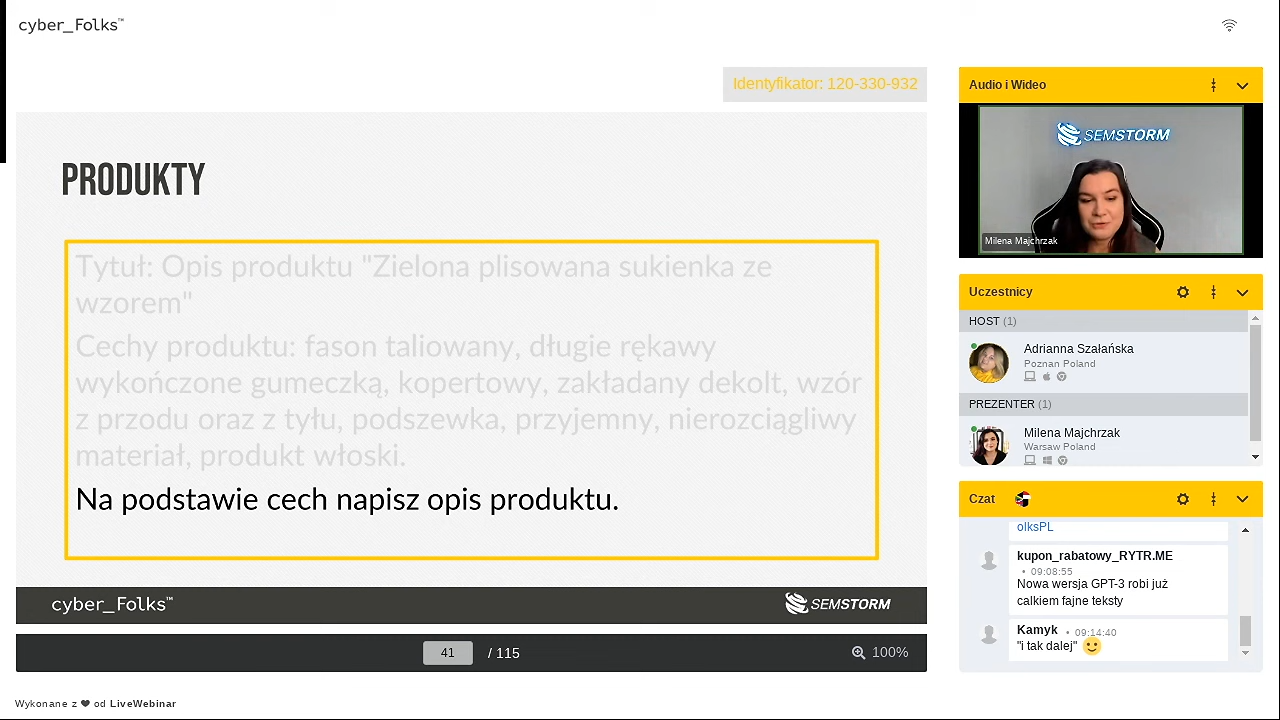 cyber_Folks™
Identyfikator: 120-330-932
PRODUKTY
Tytuł: Opis produktu "Zielona plisowana sukienka ze
wzorem"
Cechy produktu: fason taliowany, długie rękawy
wykończone gumeczką, kopertowy, zakładany dekolt, wzór
z przodu oraz z tyłu, podszewka, przyjemny, nierozciągliwy
materiał, produkt włoski.
Na podstawie cech napisz opis produktu.
cyber_Folks™
SEMSTORM
41 / 115
100%
Wykonane z od LiveWebinar
Audio i Wideo
SEMSTORM
Milena Majchrzak
Uczestnicy
HOST (1)
Adrianna Szałańska
Poznan Poland
PREZENTER (1)
Milena Majchrzak
Warsaw Poland
Czat
olksPL
kupon_rabatowy_RYTR.ME
• 09:08:55
Nowa wersja GPT-3 robi już
calkiem fajne teksty
Kamyk • 09:14:40
"i tak dalej" 🙂